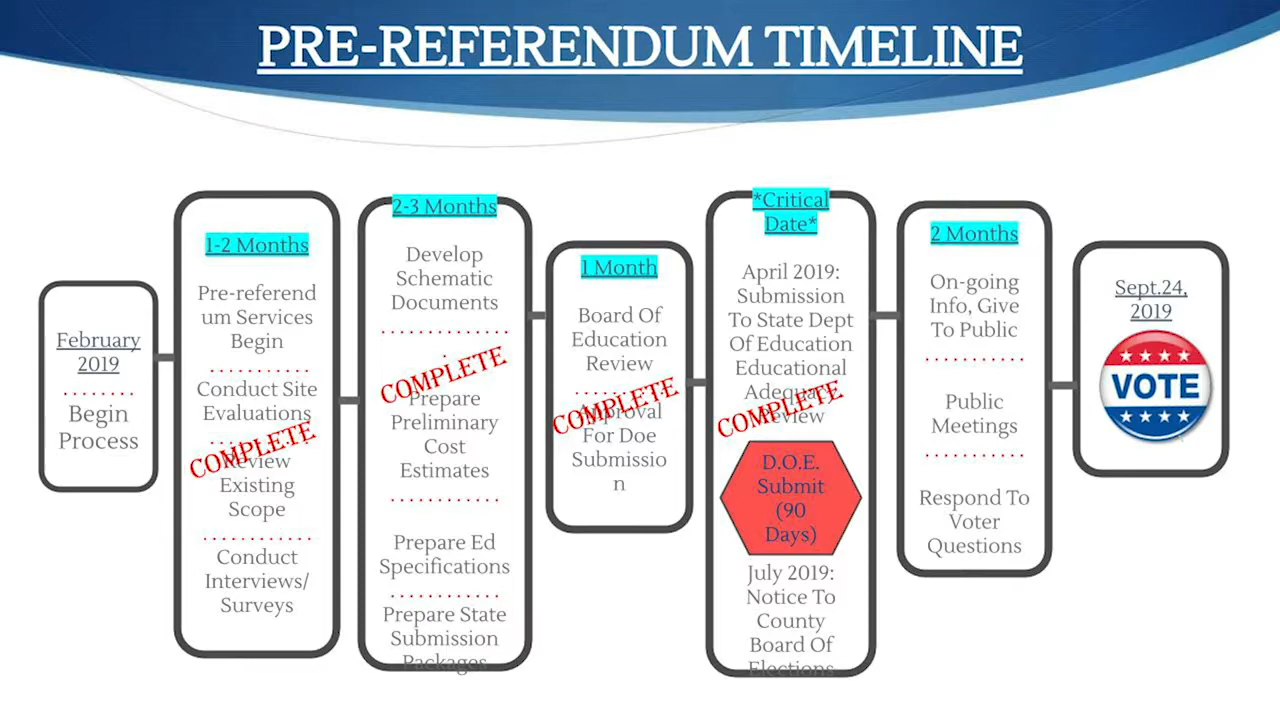 PRE-REFERENDUM TIMELINE
February
2019
Begin
Process
1-2 Months
Pre-referend
um Services
Begin
Conduct Site
Evaluations
COMPLETE
Review
Existing
Scope
Conduct
Interviews/
Surveys
2-3 Months
Develop
Schematic
Documents
COMPLETE
Prepare
Preliminary
Cost
Estimates
Prepare Ed
Specifications
Prepare State
Submission
Packages
1 Month
Board Of
Education
Review
COMPLETE
Approval
For Doe
Submissio
n
*Critical
Date*
April 2019:
Submission
To State Dept
Of Education
Educational
Adequacy
Review
COMPLETE
D.O.E.
Submit
(90
Days)
July 2019:
Notice To
County
Board Of
Elections
2 Months
On-going
Info, Give
To Public
Public
Meetings
Respond To
Voter
Questions
Sept.24,
2019
VOTE